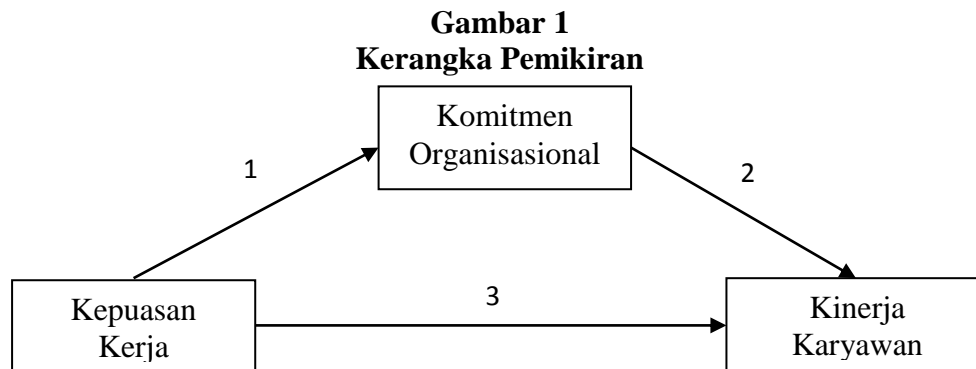 Gambar 1
Kerangka Pemikiran
Komitmen
Organisasional
1
2
Kepuasan
Kerja
3
Kinerja
Karyawan